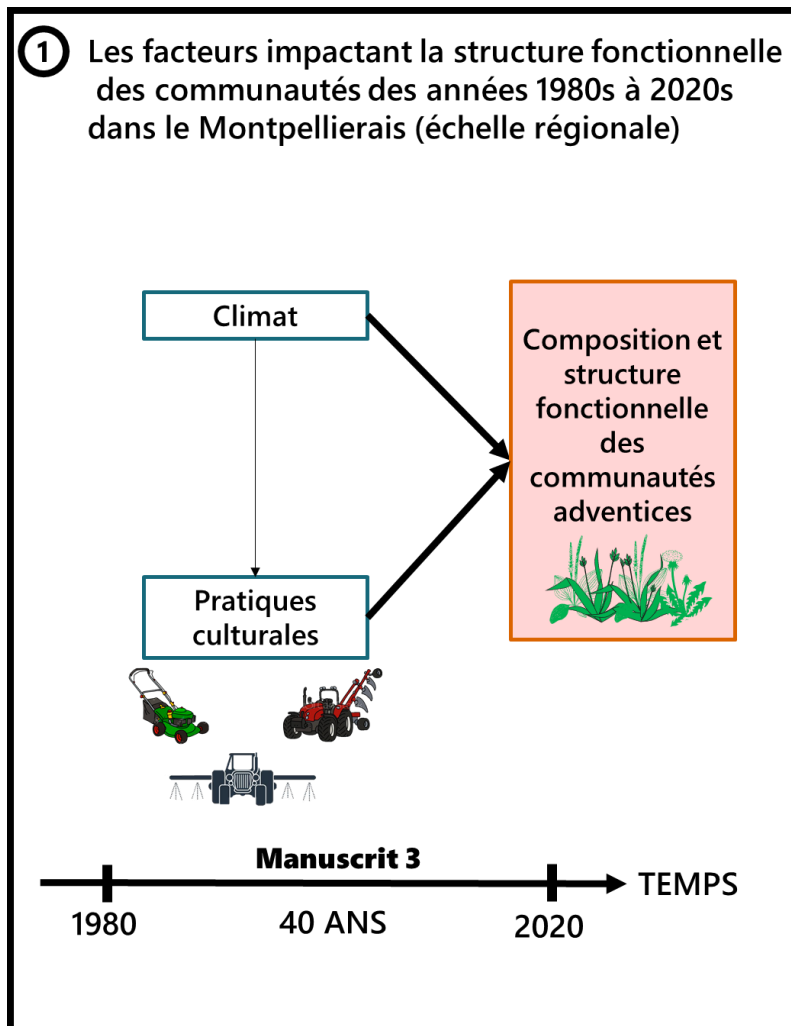 1 Les facteurs impactant la structure fonctionnelle
des communautés des années 1980s à 2020s
dans le Montpellierais (échelle régionale)
Climat
Composition et
structure
fonctionnelle
des
communautés
adventices
Pratiques
culturales
Manuscrit 3
TEMPS
1980
40 ANS
2020